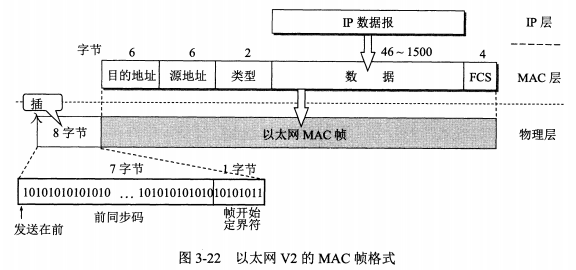 IP 数据报
IP 层
字节
6
6
2
46～1500
4
目的地址
源地址
类型
数 据
FCS
MAC 层
插入
8 字节
以太网 MAC 帧
物理层
7 字节
1 字节
10101010101010 … 101010101010
10101011
前同步码
帧开始
定界符
发送在前
图 3-22 以太网 V2 的 MAC 帧格式